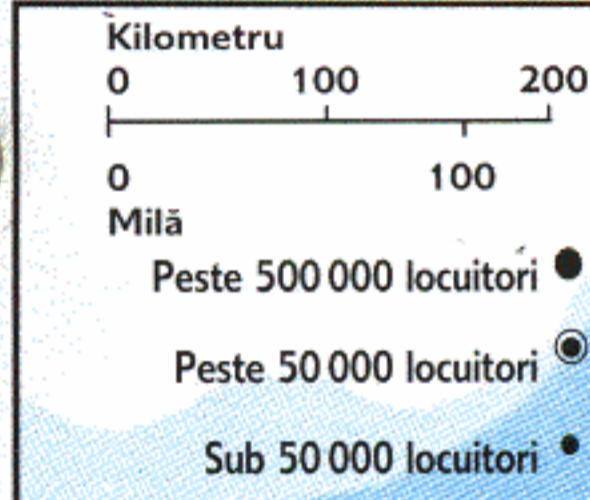 Kilometru
0 100 200
0 100
Milă
Peste 500 000 locuitori
Peste 50 000 locuitori
Sub 50 000 locuitori